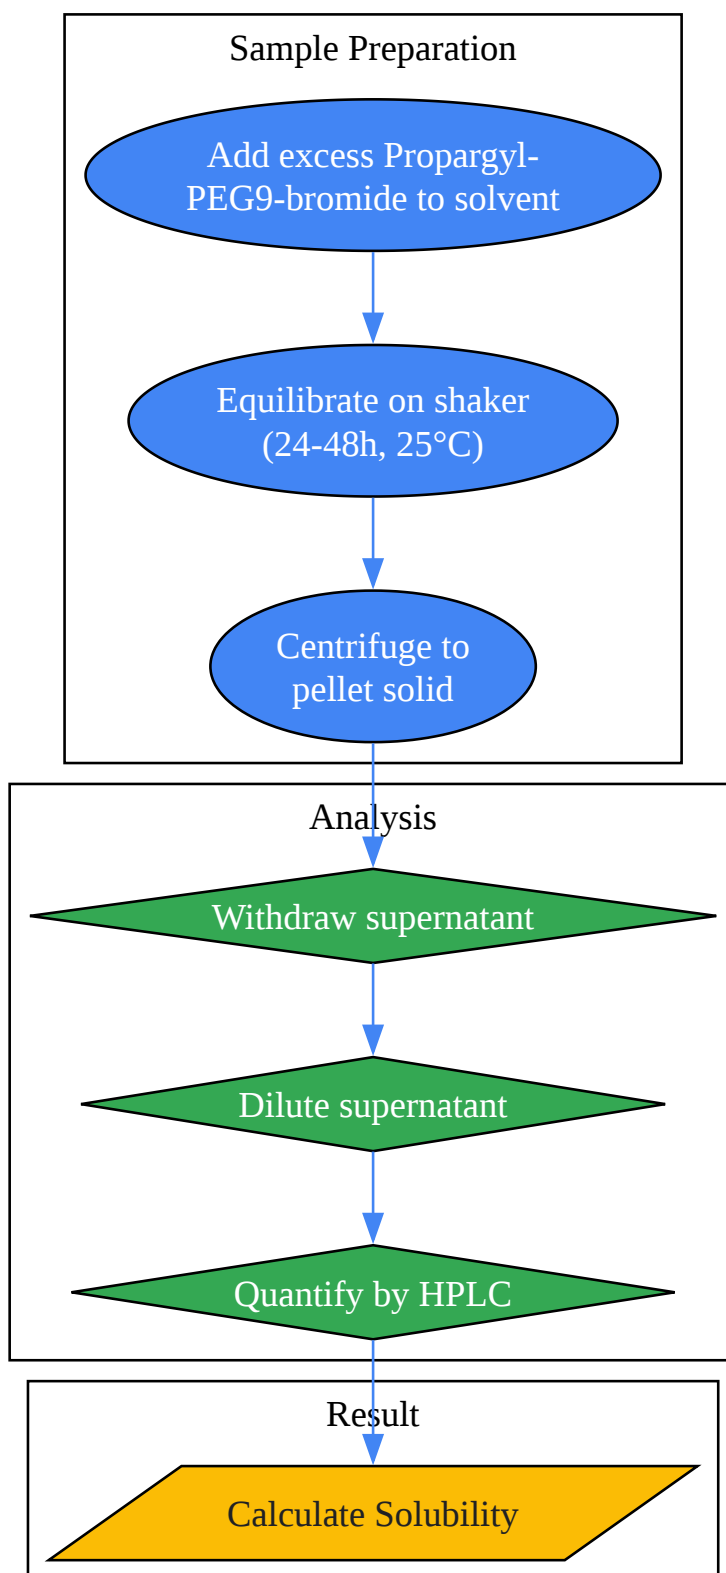 Sample Preparation
Add excess Propargyl-
PEG9-bromide to solvent
Equilibrate on shaker
(24-48h, 25°C)
Centrifuge to
pellet solid
Analysis
Withdraw supernatant
Dilute supernatant
Quantify by HPLC
Result
Calculate Solubility